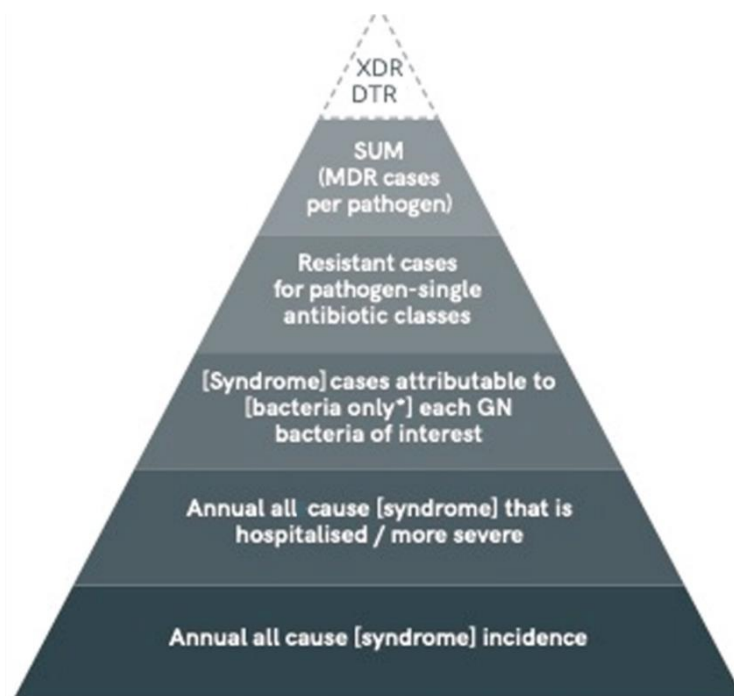 XDR
DTR
SUM
(MDR cases
per pathogen)
Resistant cases
for pathogen-single
antibiotic classes
[Syndrome] cases attributable to
[bacteria only*] each GN
bacteria of interest
Annual all cause [syndrome] that is
hospitalised / more severe
Annual all cause [syndrome] incidence